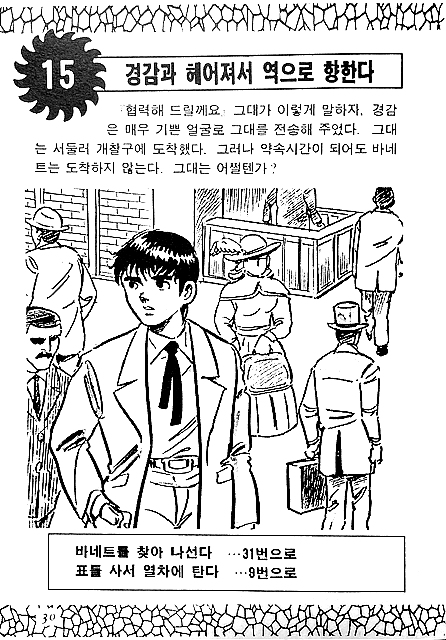 15
경감과 헤어져서 역으로 향한다
「협력해 드릴께요」 그대가 이렇게 말하자, 경감
은 매우 기쁜 얼굴로 그대를 전송해 주었다. 그대
는 서둘러 개찰구에 도착했다. 그러나 약속시간이 되어도 바네
트는 도착하지 않는다. 그대는 어쩔텐가?
바네트를 찾아 나선다 …31번으로
표를 사서 열차에 탄다 …9번으로
30